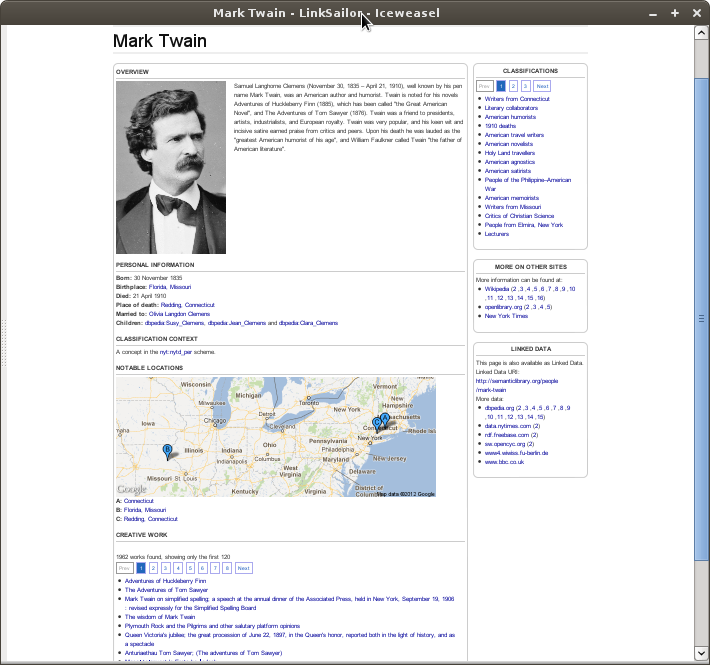 Mark Twain - LinkSailor - Iceweasel
Mark Twain
OVERVIEW
Samuel Langhorne Clemens (November 30, 1835 – April 21, 1910), well known by his pen
name Mark Twain, was an American author and humorist. Twain is noted for his novels
Adventures of Huckleberry Finn (1885), which has been called "the Great American
Novel", and The Adventures of Tom Sawyer (1876). Twain was a friend to presidents,
artists, industrialists, and European royalty. Twain was very popular, and his keen wit and
incisive satire earned praise from critics and peers. Upon his death he was lauded as the
"greatest American humorist of his age", and William Faulkner called Twain "the father of
American literature".
PERSONAL INFORMATION
Born: 30 November 1835
Birthplace: Florida, Missouri
Died: 21 April 1910
Place of death: Redding, Connecticut
Married to: Olivia Langdon Clemens
Children: dbpedia:Susy_Clemens, dbpedia:Jean_Clemens and dbpedia:Clara_Clemens
CLASSIFICATION CONTEXT
A concept in the nyt:nytd_per scheme.
NOTABLE LOCATIONS
Wisconsin
Michigan
Toronto
Vermont
New
Hampshire
Milwaukee
Detroit
New York
Massachusetts
Iowa
Chicago
Cleveland
Connecticut
Rhode Isl
New York
Illinois
Indiana
Ohio
Pennsylvania
Philadelphia
Indianapolis
Columbus
Maryland
New Jersey
West
Virginia
Delaware
Missouri
St Louis
District of
Columbia
Kentucky
Virginia
A
B
C
Google
Map data ©2012 Google
A: Connecticut
B: Florida, Missouri
C: Redding, Connecticut
CREATIVE WORK
1962 works found, showing only the first 120
Prev 1 2 3 4 5 6 7 8 Next
Adventures of Huckleberry Finn
The Adventures of Tom Sawyer
Mark Twain on simplified spelling; a speech at the annual dinner of the Associated Press, held in New York, September 19, 1906
: revised expressly for the Simplified Spelling Board
The wisdom of Mark Twain
Plymouth Rock and the Pilgrims and other salutary platform opinions
Queen Victoria's jubilee; the great procession of June 22, 1897, in the Queen's honor, reported both in the light of history, and as
a spectacle
Anturiaethau Tom Sawyer; (The adventures of Tom Sawyer)
CLASSIFICATIONS
Prev 1 2 3 Next
Writers from Connecticut
Literary collaborators
American humorists
1910 deaths
American travel writers
American novelists
Holy Land travellers
American agnostics
American satirists
People of the Philippine–American
War
American memoirists
Writers from Missouri
Critics of Christian Science
People from Elmira, New York
Lecturers
MORE ON OTHER SITES
More information can be found at:
Wikipedia (2 ,3 ,4 ,5 ,6 ,7 ,8 ,9 ,10
,11 ,12 ,13 ,14 ,15 ,16)
openlibrary.org (2 ,3 ,4 ,5)
New York Times
LINKED DATA
This page is also available as Linked Data.
Linked Data URI:
http://semanticlibrary.org/people
/mark-twain
More data:
dbpedia.org (2 ,3 ,4 ,5 ,6 ,7 ,8 ,9
,10 ,11 ,12 ,13 ,14 ,15)
data.nytimes.com (2)
rdf.freebase.com (2)
sw.opencyc.org (2)
www4.wiwiss.fu-berlin.de
www.bbc.co.uk